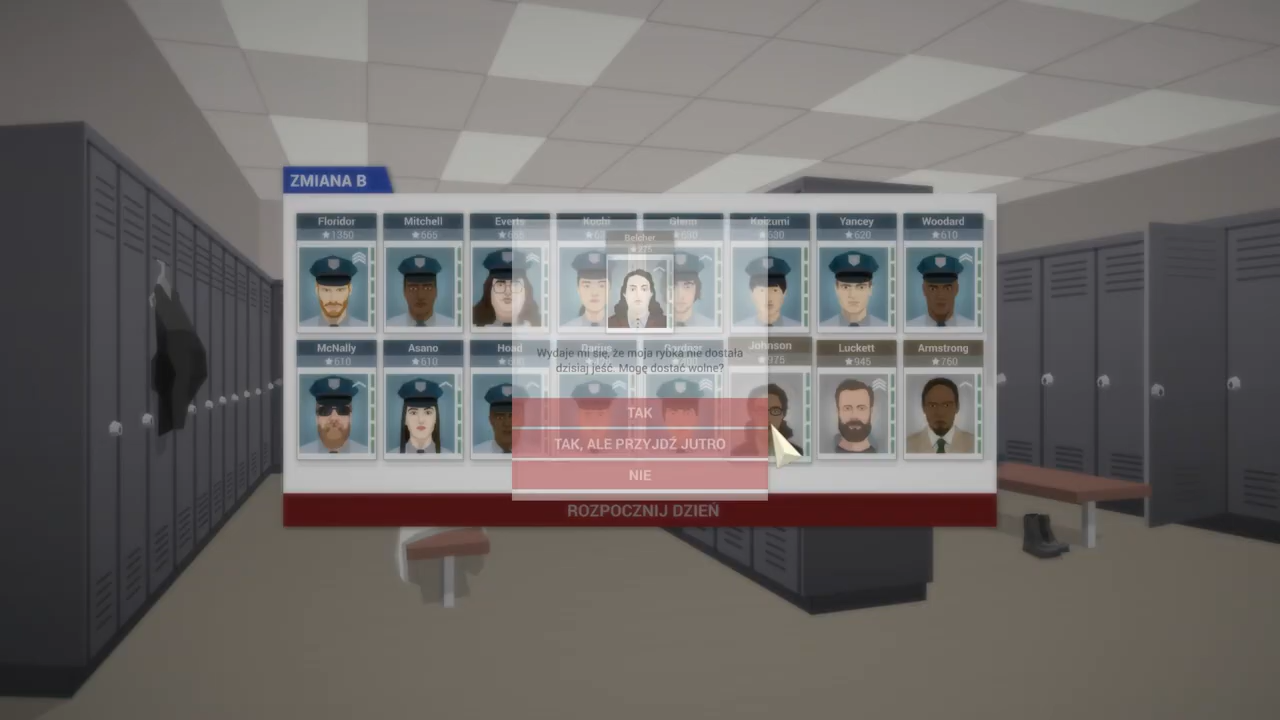 ZMIANA B
Floridor
★1350
Mitchell
★665
Everts
Kochi
Glenn
Koizumi
★630
Yancey
★620
Woodard
★610
Belcher
McNally
★610
Asano
★610
Hoad
Darius
Gardner
Johnson
★975
Luckett
★945
Armstrong
★760
Wydaje mi się, że moja rybka nie dostała
dzisiaj jeść. Mogę dostać wolne?
TAK
TAK, ALE PRZYJDŹ JUTRO
NIE
ROZPOCZNIJ DZIEŃ